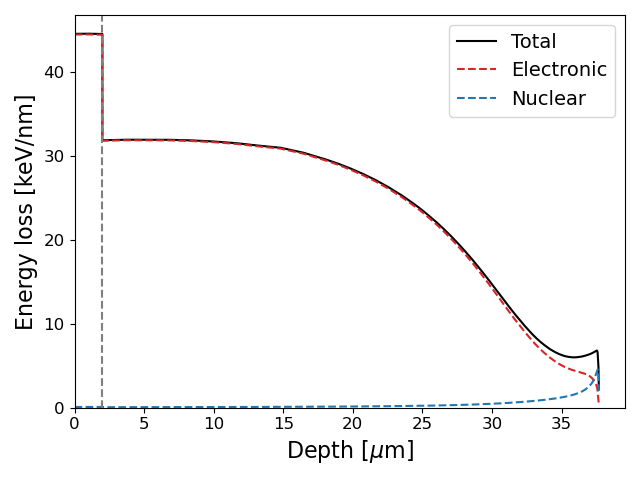 Total
Electronic
Nuclear
Energy loss [keV/nm]
40
30
20
10
0
0 5 10 15 20 25 30 35
Depth [μm]